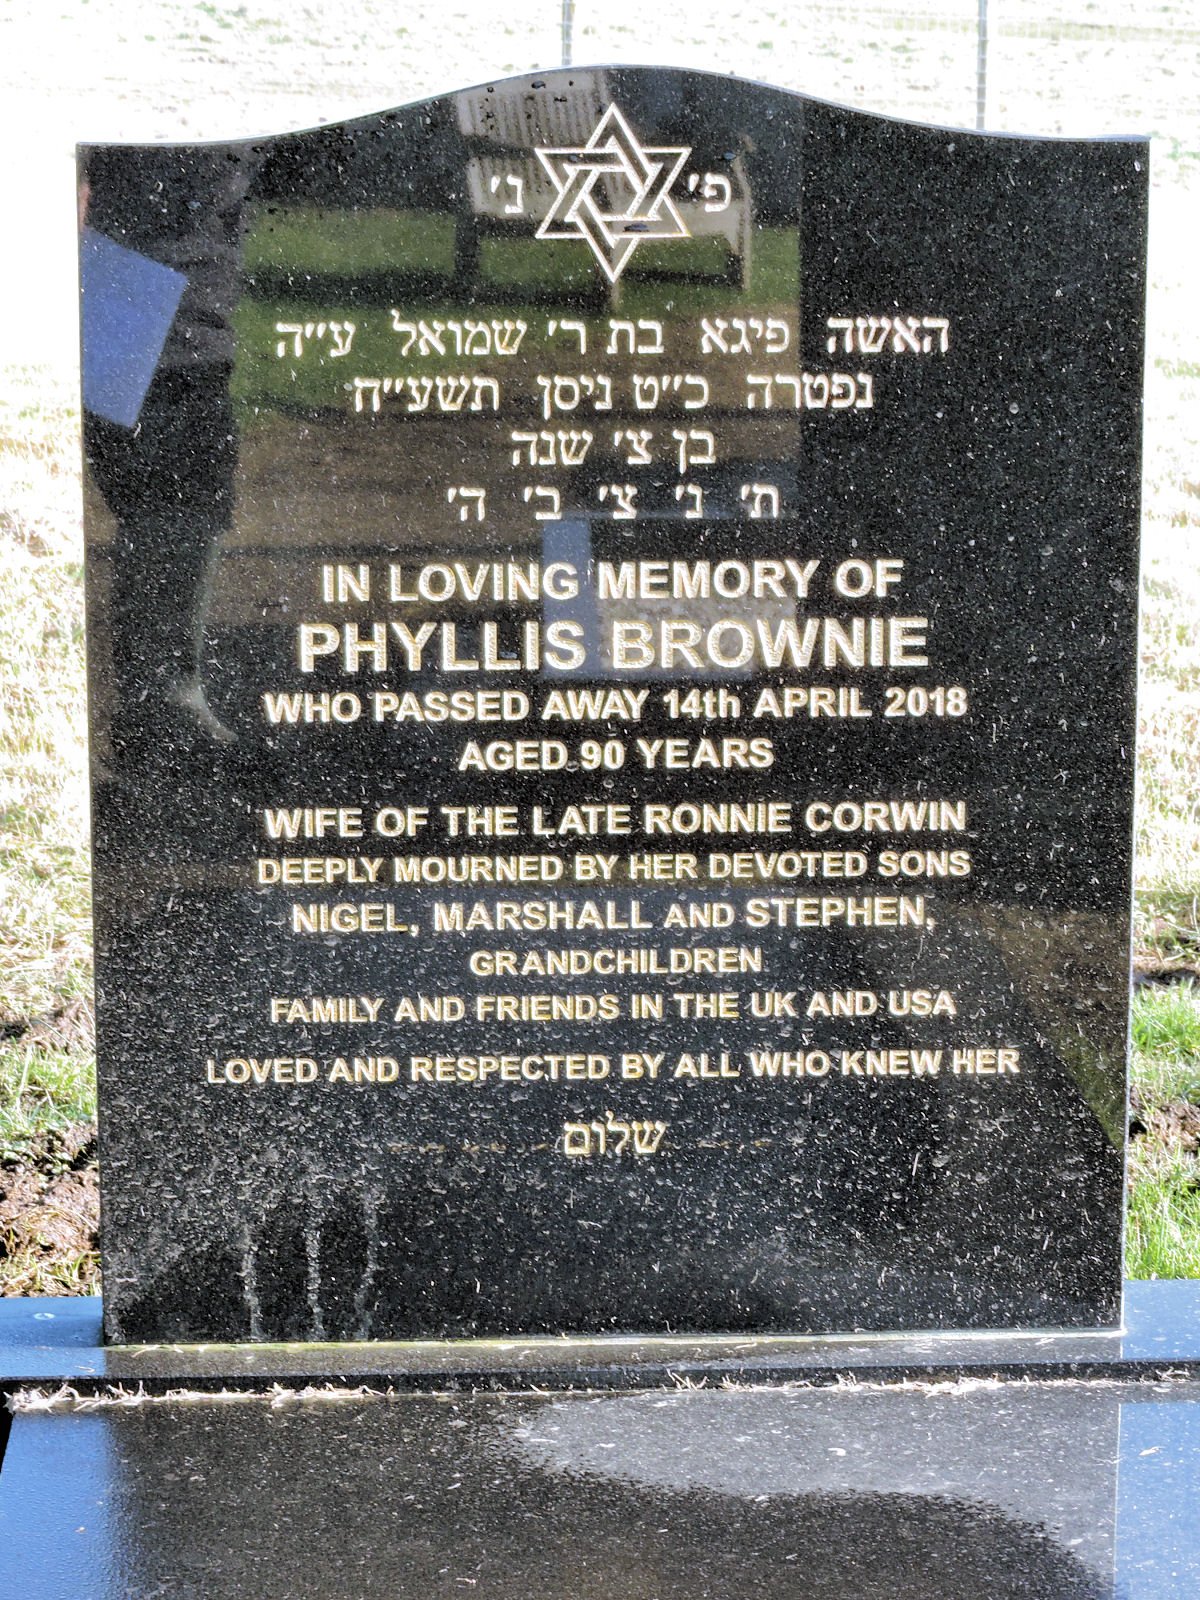 פ׳ נ׳
האשה פיגא בת ר׳ שמואל ע״ה
נפטרה כ״ט ניסן תשע״ח
בן צ׳ שנה
ת׳ נ׳ צ׳ ב׳ ה׳
IN LOVING MEMORY OF
PHYLLIS BROWNIE
WHO PASSED AWAY 14th APRIL 2018
AGED 90 YEARS
WIFE OF THE LATE RONNIE CORWIN
DEEPLY MOURNED BY HER DEVOTED SONS
NIGEL, MARSHALL AND STEPHEN,
GRANDCHILDREN
FAMILY AND FRIENDS IN THE UK AND USA
LOVED AND RESPECTED BY ALL WHO KNEW HER
שלום